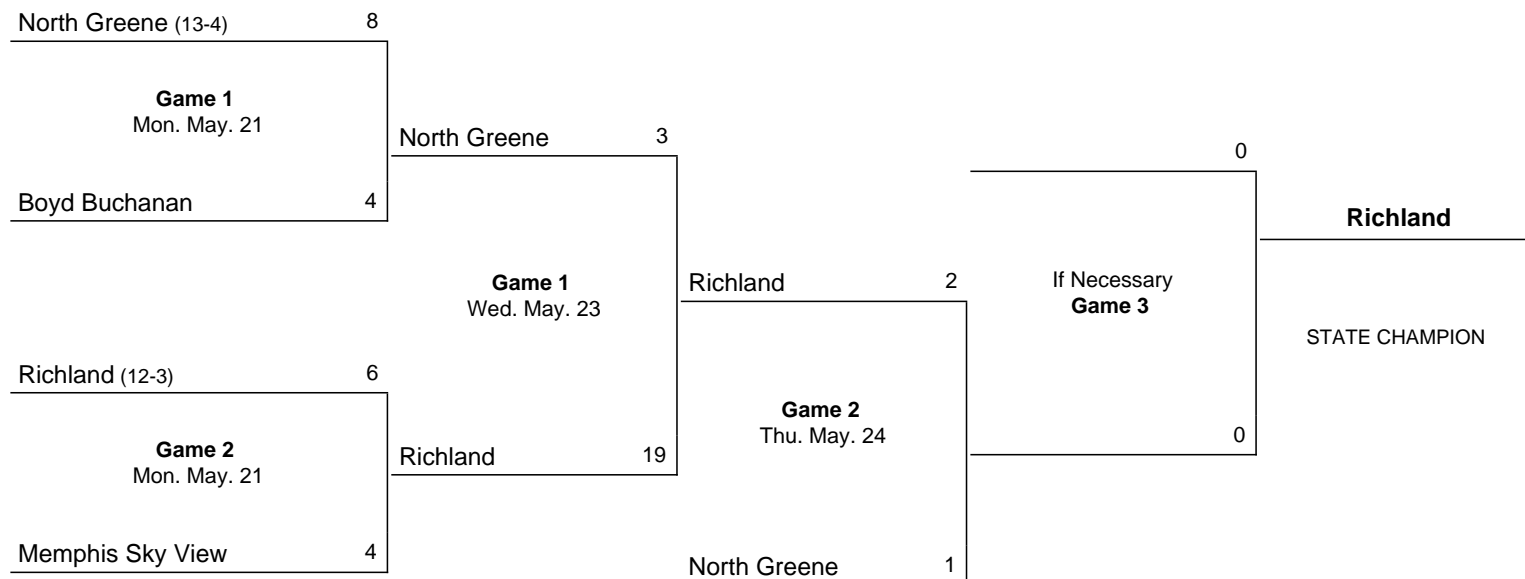 North Greene (13-4) 8
Game 1
Mon. May. 21
Boyd Buchanan 4
Richland (12-3) 6
Game 2
Mon. May. 21
Memphis Sky View 4
North Greene 3
Game 1
Wed. May. 23
Richland 19
Richland 2
Game 2
Thu. May. 24
North Greene 1
0
If Necessary
Game 3
0
Richland
STATE CHAMPION